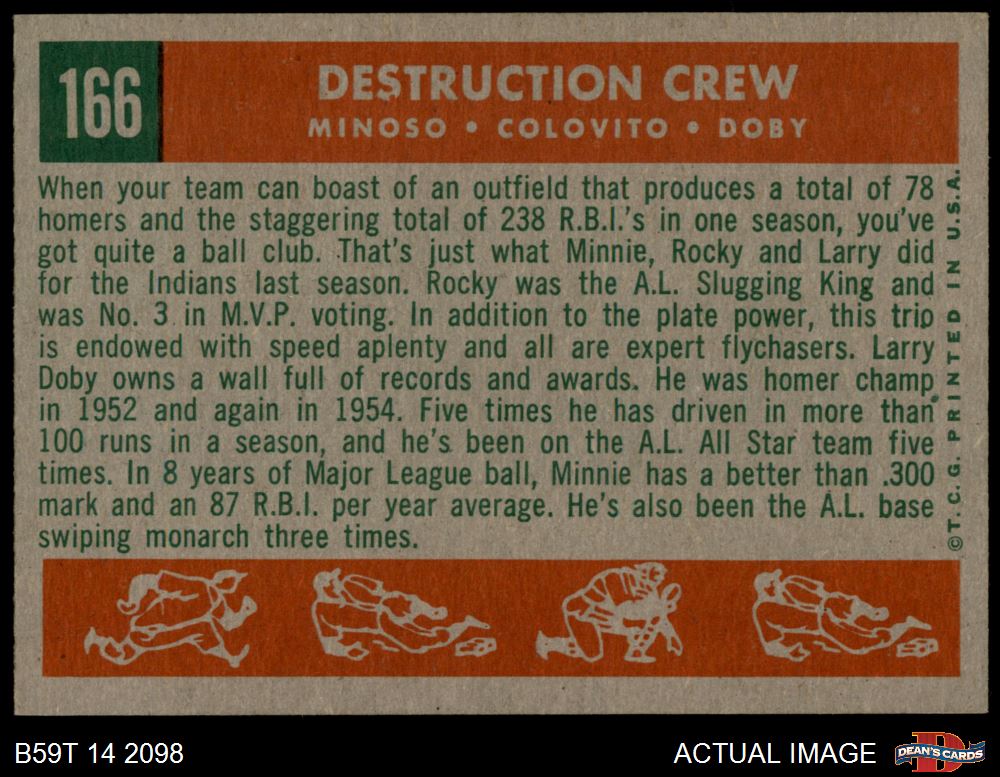 166
DESTRUCTION CREW
MINOSO • COLOVITO • DOBY
When your team can boast of an outfield that produces a total of 78
homers and the staggering total of 238 R.B.I.'s in one season, you've
got quite a ball club. That's just what Minnie, Rocky and Larry did
for the Indians last season. Rocky was the A.L. Slugging King and
was No. 3 in M.V.P. voting. In addition to the plate power, this trio
is endowed with speed aplenty and all are expert flychasers. Larry
Doby owns a wall full of records and awards. He was homer champ
in 1952 and again in 1954. Five times he has driven in more than
100 runs in a season, and he's been on the A.L. All Star team five
times. In 8 years of Major League ball, Minnie has a better than .300
mark and an 87 R.B.I. per year average. He's also been the A.L. base
swiping monarch three times.
©T.C.G. PRINTED IN U.S.A.
B59T 14 2098
ACTUAL IMAGE
D
DEAN'S CARDS